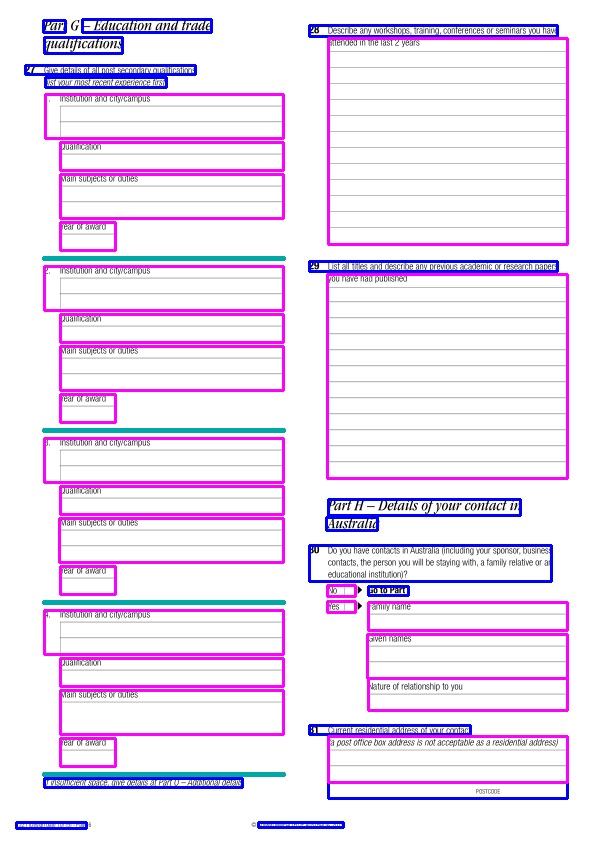 Part G – Education and trade
qualifications
27 Give details of all post secondary qualifications
List your most recent experience first
1. Institution and city/campus
Qualification
Main subjects or duties
Year of award
2. Institution and city/campus
Qualification
Main subjects or duties
Year of award
3. Institution and city/campus
Qualification
Main subjects or duties
Year of award
4. Institution and city/campus
Qualification
Main subjects or duties
Year of award
If insufficient space, give details at Part O – Additional details
28 Describe any workshops, training, conferences or seminars you have
attended in the last 2 years
29 List all titles and describe any previous academic or research papers
you have had published
Part H – Details of your contact in
Australia
30 Do you have contacts in Australia (including your sponsor, business
contacts, the person you will be staying with, a family relative or an
educational institution)?
No Go to Part
Yes Family name
Given names
Nature of relationship to you
31 Current residential address of your contact
(a post office box address is not acceptable as a residential address)
POSTCODE